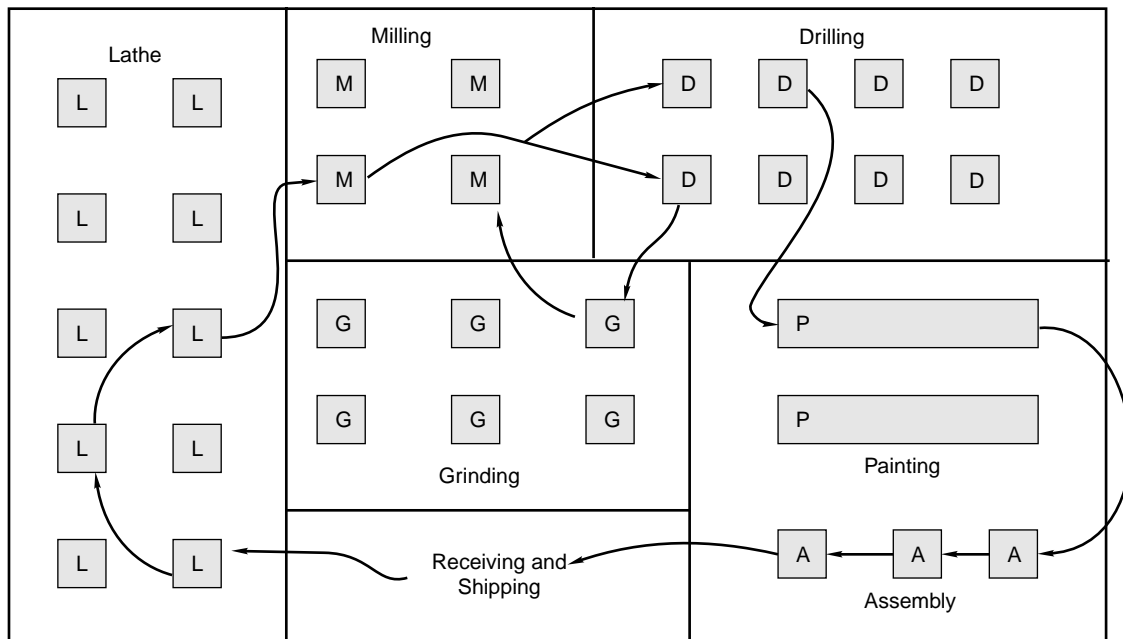 Lathe
L L
L L
L L
L L
L L
Milling
M M
M M
Drilling
D D D D
D D D D
G G G
G G G
Grinding
P
P
Painting
Receiving and
Shipping
A A A
Assembly